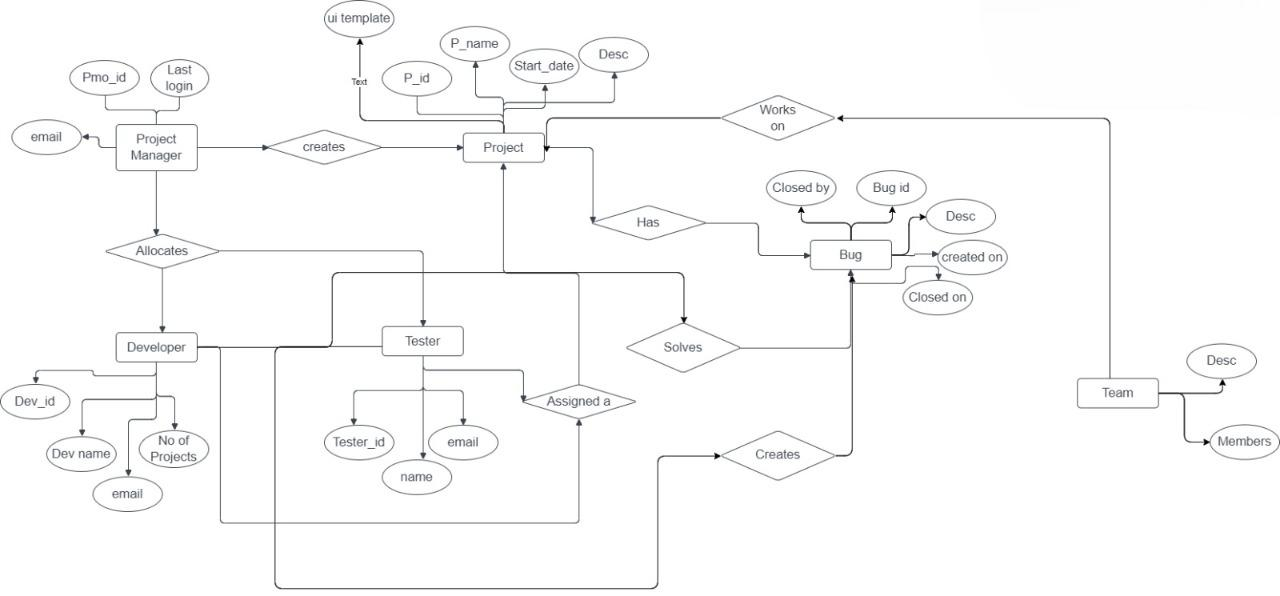 ui template
P_name
Desc
Start_date
Last
login
Pmo_id
P_id
Text
Works
on
email
Project
Manager
creates
Project
Closed by
Bug id
Desc
Has
Allocates
Bug
created on
Closed on
Developer
Tester
Solves
Desc
Team
Dev_id
Assigned a
Members
Tester_id
email
No of
Projects
Dev name
Creates
name
email